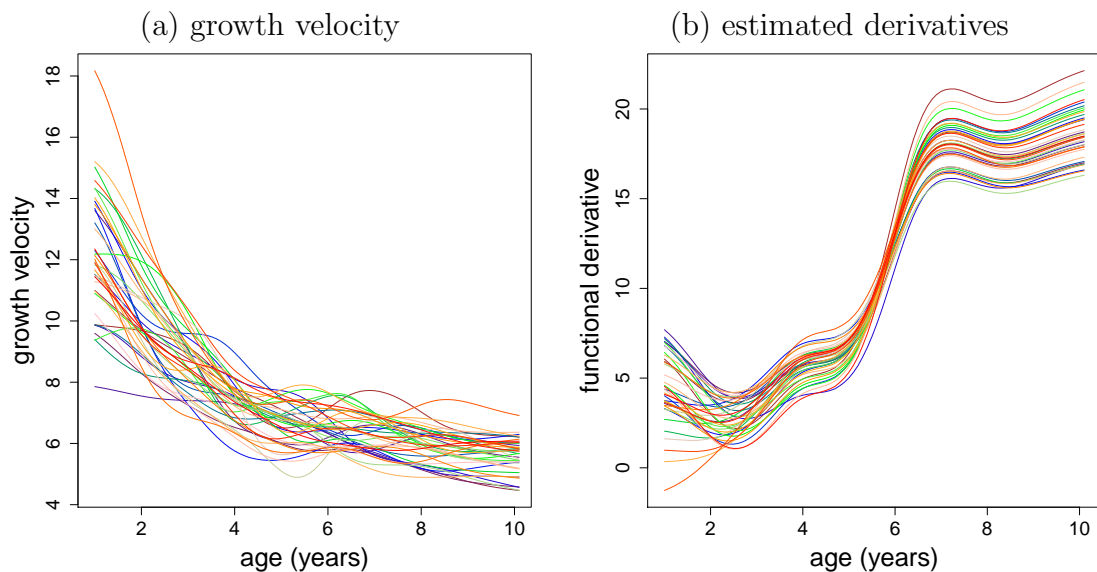 (a) growth velocity
growth velocity
18
16
14
12
10
8
6
4
2 4 6 8 10
age (years)
(b) estimated derivatives
functional derivative
20
15
10
5
0
2 4 6 8 10
age (years)